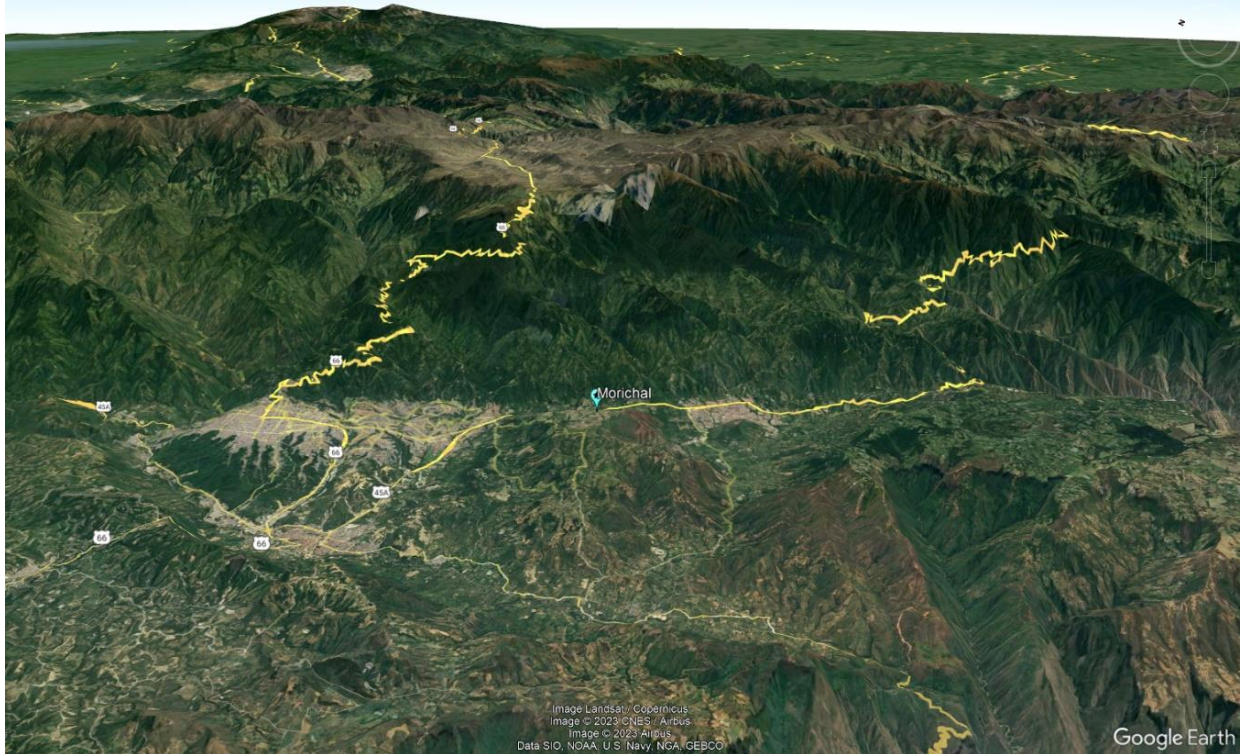 N
66
45A
Morichal
66
45A
66
66
Image Landsat / Copernicus
Image © 2023 CNES / Airbus
Image © 2023 Airbus
Data SIO, NOAA, U.S. Navy, NGA, GEBCO
Google Earth